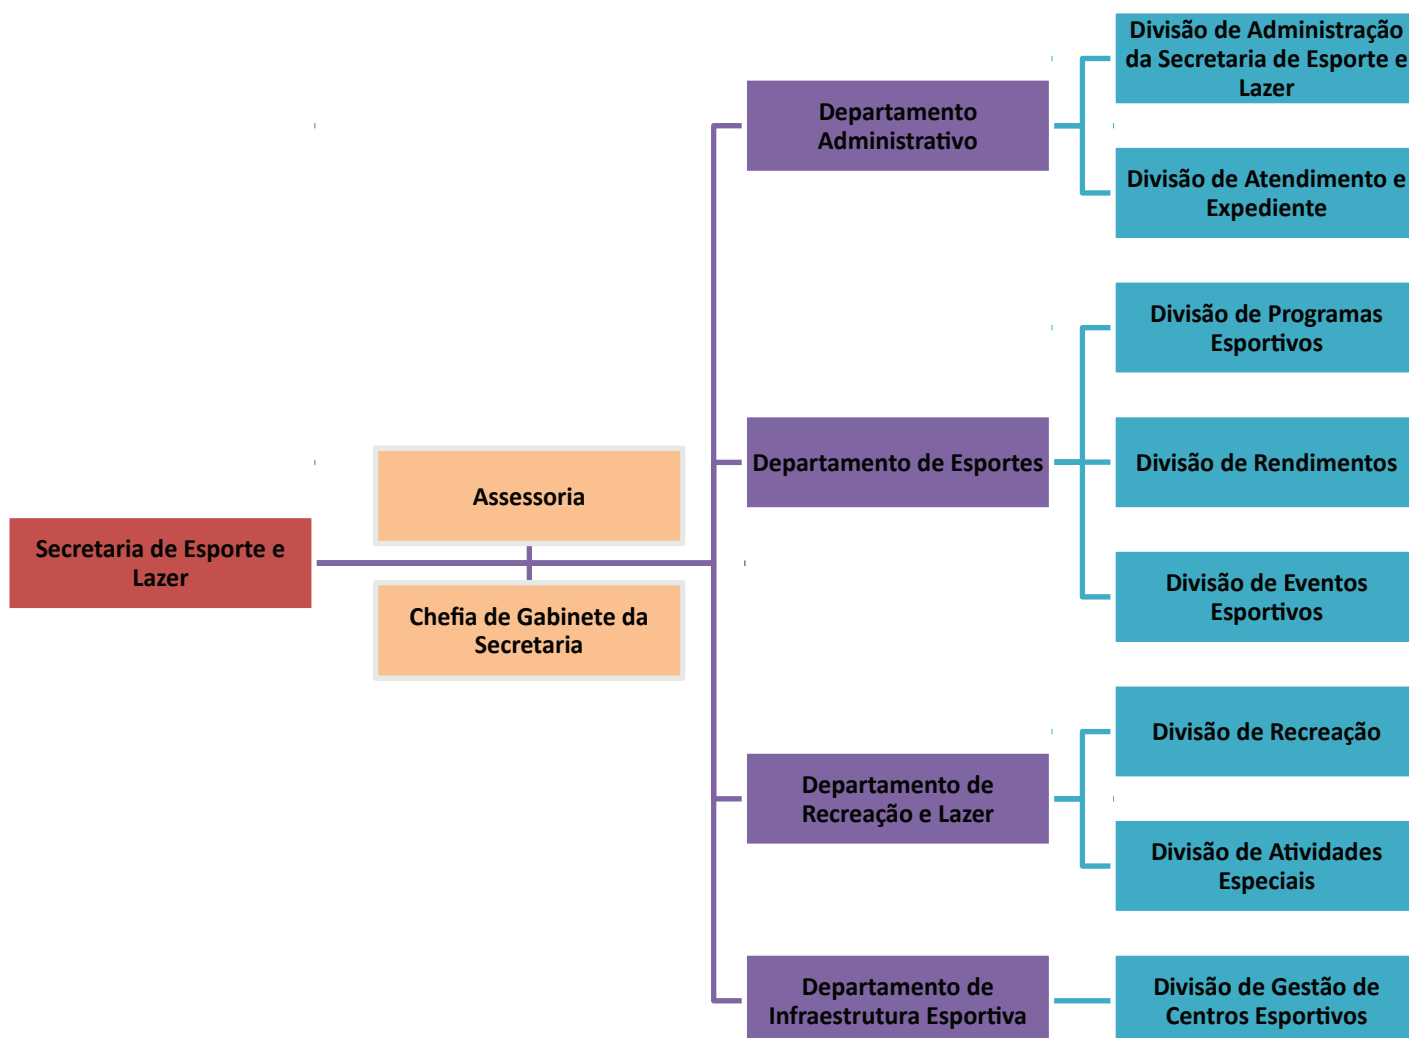 Secretaria de Esporte e
Lazer
Assessoria
Chefia de Gabinete da
Secretaria
Departamento
Administrativo
Divisão de Administração
da Secretaria de Esporte e
Lazer
Divisão de Atendimento e
Expediente
Departamento de Esportes
Divisão de Programas
Esportivos
Divisão de Rendimentos
Divisão de Eventos
Esportivos
Departamento de
Recreação e Lazer
Divisão de Recreação
Divisão de Atividades
Especiais
Departamento de
Infraestrutura Esportiva
Divisão de Gestão de
Centros Esportivos